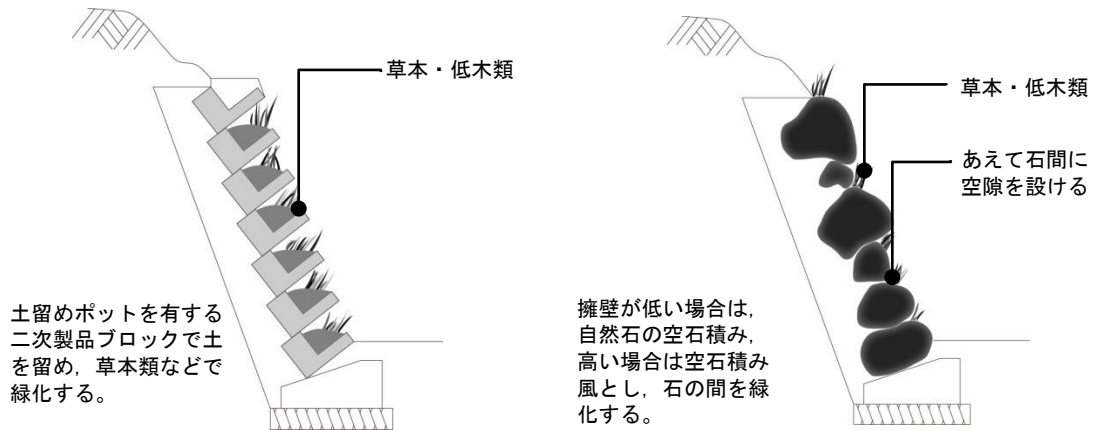 草本・低木類
土留めポットを有する
二次製品ブロックで土
を留め，草本類などで
緑化する。
草本・低木類
あえて石間に
空隙を設ける
擁壁が低い場合は，
自然石の空石積み，
高い場合は空石積み
風とし，石の間を緑
化する。